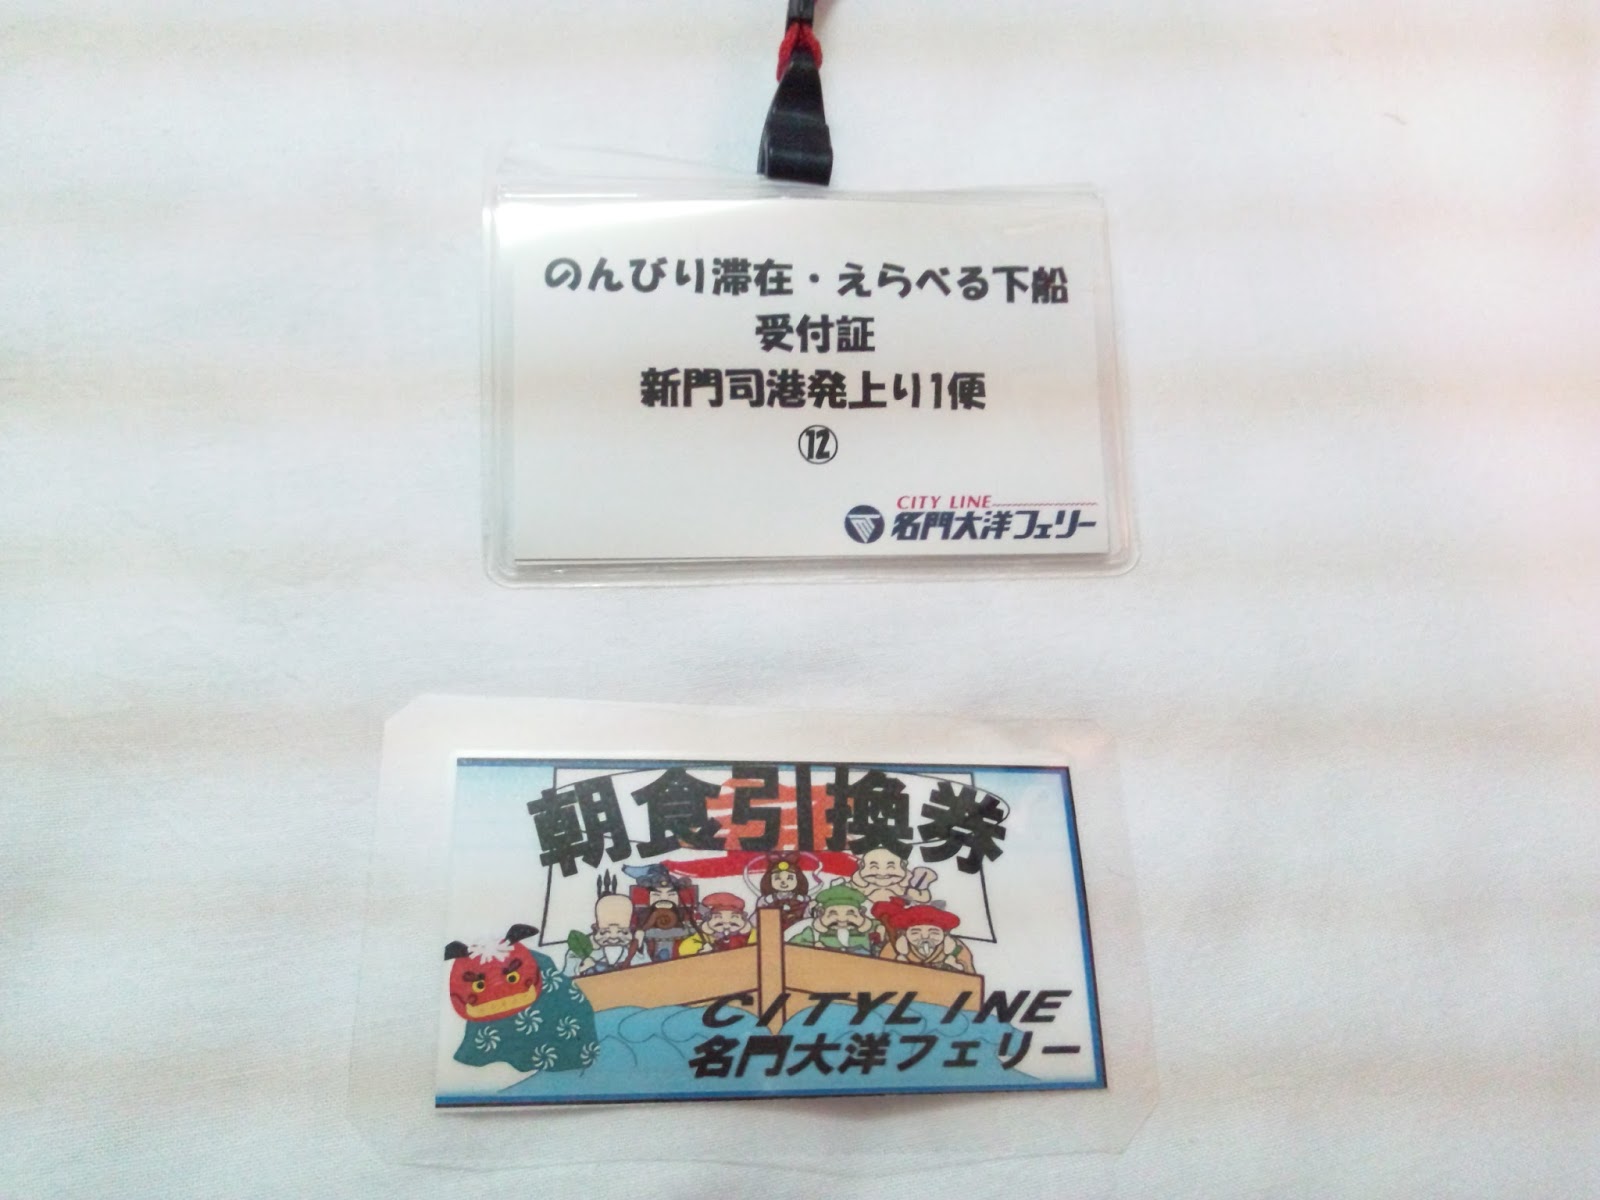 のんびり滞在・えらべる下船
受付証
新門司港発上り1便
⑫
CITY LINE
名門大洋フェリー
朝食引換券
CITYLINE
名門大洋フェリー